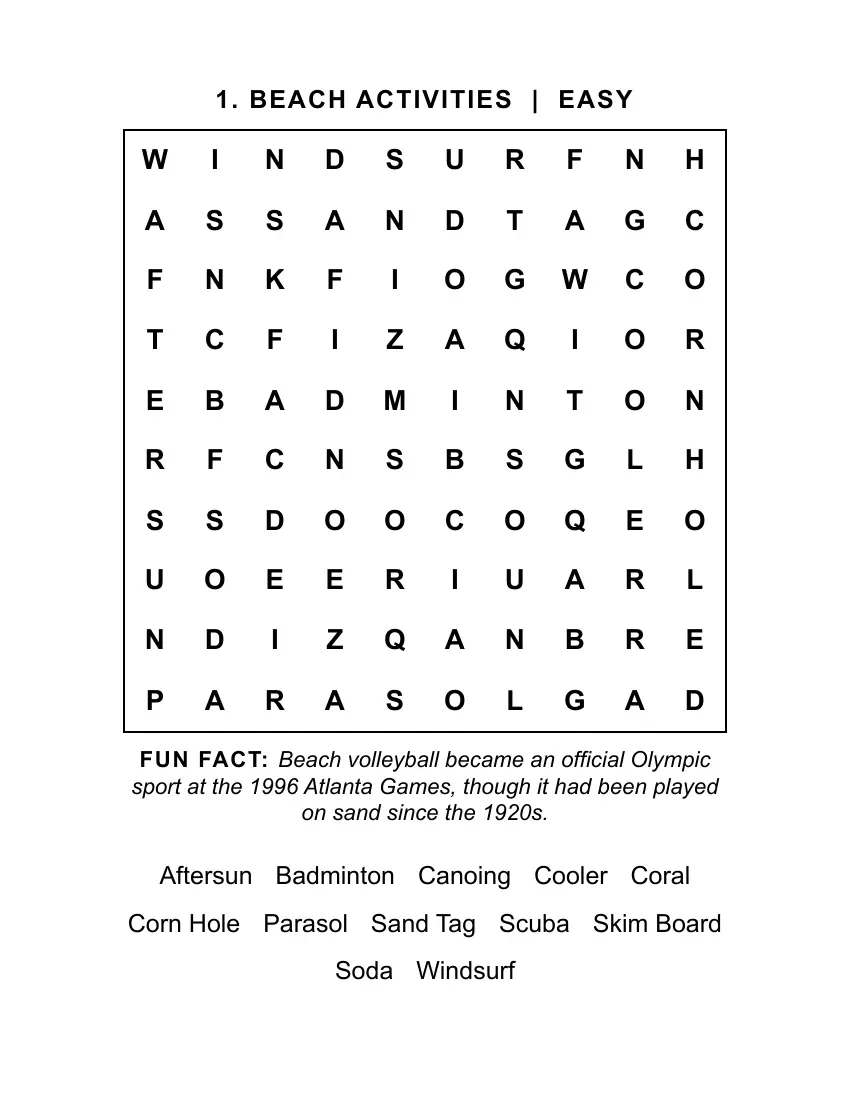 1. BEACH ACTIVITIES | EASY
W I N D S U R F N H
A S S A N D T A G C
F N K F I O G W C O
T C F I Z A Q I O R
E B A D M I N T O N
R F C N S B S G L H
S S D O O C O Q E O
U O E E R I U A R L
N D I Z Q A N B R E
P A R A S O L G A D
FUN FACT: Beach volleyball became an official Olympic
sport at the 1996 Atlanta Games, though it had been played
on sand since the 1920s.
Aftersun Badminton Canoing Cooler Coral
Corn Hole Parasol Sand Tag Scuba Skim Board
Soda Windsurf